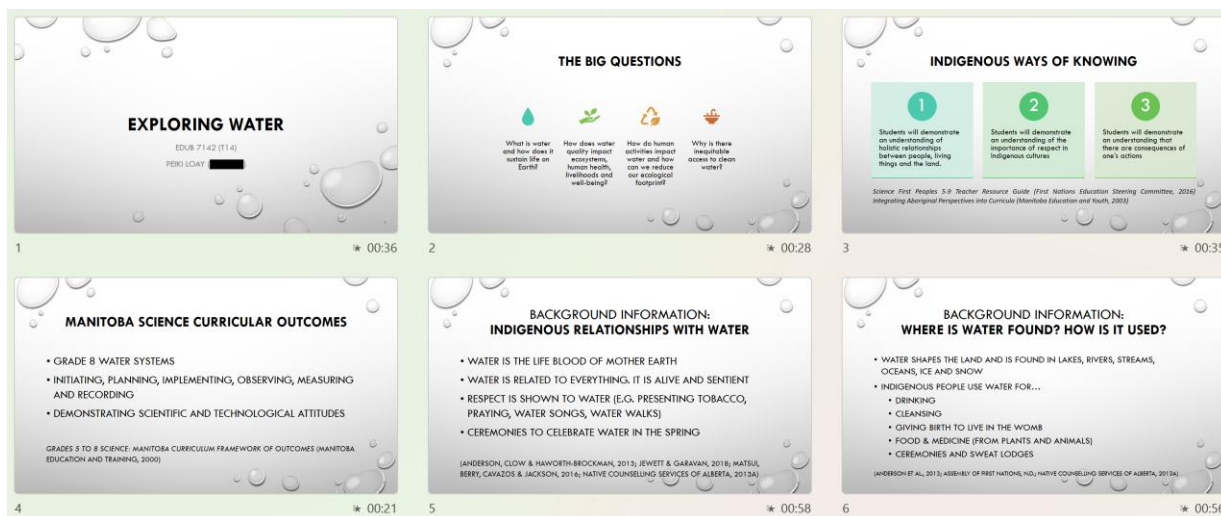 EXPLORING WATER
EDUB 7142 (T14)
PEIKI LOAY (
1
00:36
THE BIG QUESTIONS
What is water
and how does it
sustain life on
Earth?
How does water
quality impact
ecosystems,
human health,
livelihoods and
well-being?
How do human
activities impact
water and how
can we reduce
our ecological
footprint?
Why is there
inequitable
access to clean
water?
2
00:28
INDIGENOUS WAYS OF KNOWING
1
Students will demonstrate
an understanding of
holistic relationships
between people, living
things and the land.
2
Students will demonstrate
an understanding of the
importance of respect in
Indigenous cultures
3
Students will demonstrate
an understanding that
there are consequences of
one's actions
Science First Peoples 5-9 Teacher Resource Guide (First Nations Education Steering Committee, 2016)
Integrating Aboriginal Perspectives into Curricula (Manitoba Education and Youth, 2003)
3
00:35
MANITOBA SCIENCE CURRICULAR OUTCOMES
• GRADE 8 WATER SYSTEMS
• INITIATING, PLANNING, IMPLEMENTING, OBSERVING, MEASURING
AND RECORDING
• DEMONSTRATING SCIENTIFIC AND TECHNOLOGICAL ATTITUDES
GRADES 5 TO 8 SCIENCE: MANITOBA CURRICULUM FRAMEWORK OF OUTCOMES (MANITOBA
EDUCATION AND TRAINING, 2000)
4
00:21
BACKGROUND INFORMATION:
INDIGENOUS RELATIONSHIPS WITH WATER
• WATER IS THE LIFE BLOOD OF MOTHER EARTH
• WATER IS RELATED TO EVERYTHING. IT IS ALIVE AND SENTIENT
• RESPECT IS SHOWN TO WATER (E.G. PRESENTING TOBACCO,
PRAYING, WATER SONGS, WATER WALKS)
• CEREMONIES TO CELEBRATE WATER IN THE SPRING
(ANDERSON, CLOW & HAWORTH-BROCKMAN, 2013; JEWETT & GARAVAN, 2018; MATSUI,
BERRY, CAVAZOS & JACKSON, 2016; NATIVE COUNSELLING SERVICES OF ALBERTA, 2013A)
5
00:58
BACKGROUND INFORMATION:
WHERE IS WATER FOUND? HOW IS IT USED?
• WATER SHAPES THE LAND AND IS FOUND IN LAKES, RIVERS, STREAMS,
OCEANS, ICE AND SNOW
• INDIGENOUS PEOPLE USE WATER FOR…
• DRINKING
• CLEANSING
• GIVING BIRTH TO LIVE IN THE WOMB
• FOOD & MEDICINE (FROM PLANTS AND ANIMALS)
• CEREMONIES AND SWEAT LODGES
(ANDERSON ET AL., 2013; ASSEMBLY OF FIRST NATIONS, N.D.; NATIVE COUNSELLING SERVICES OF ALBERTA, 2013A)
6
00:56